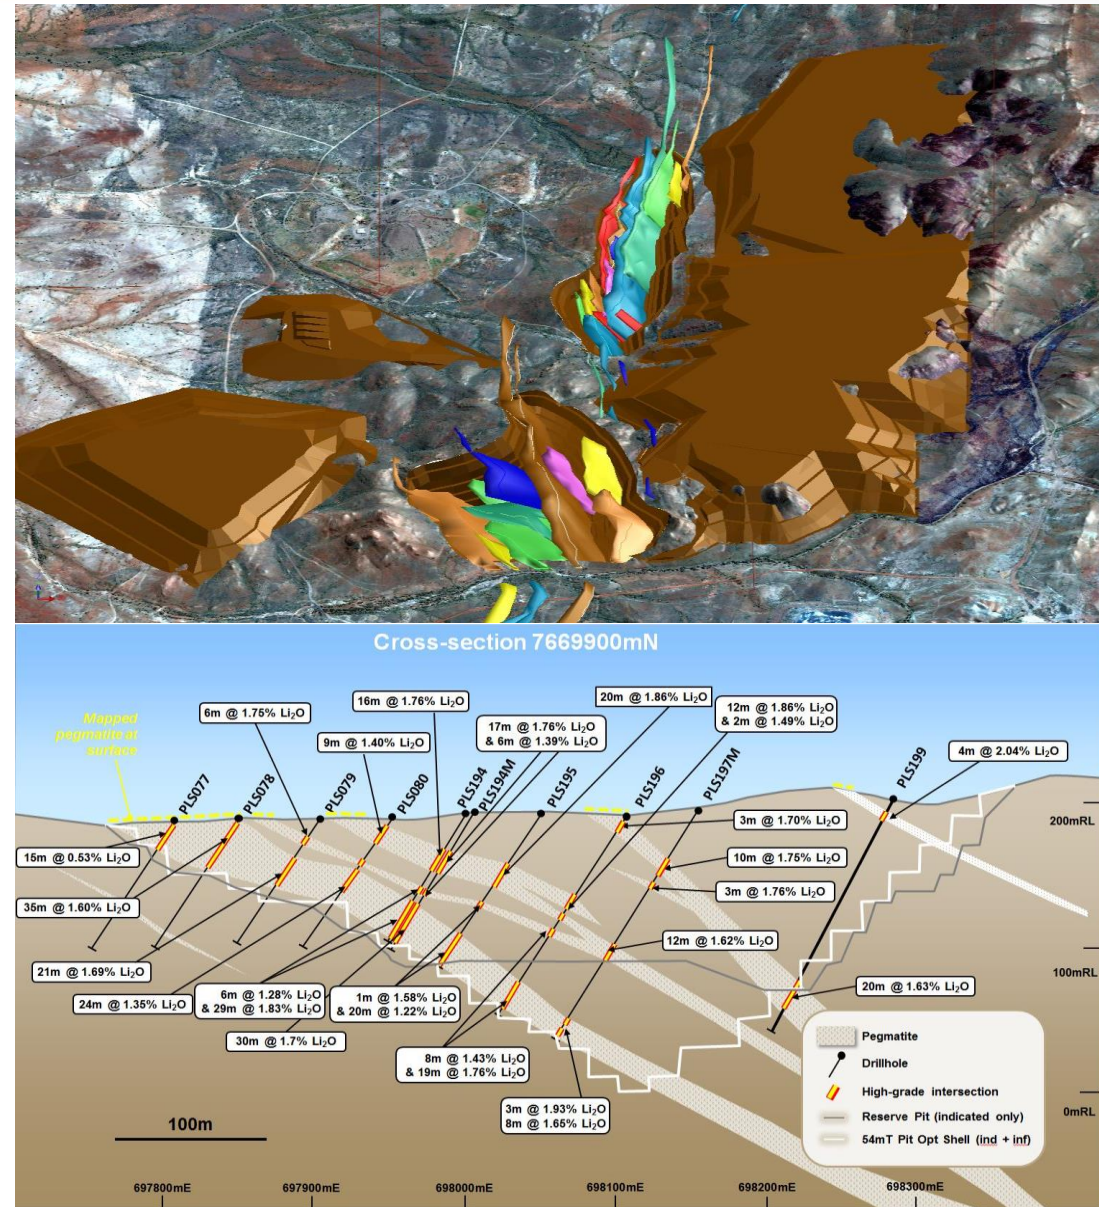 Cross-section 7669900mN
Mapped
pegmatite at
surface
PLS077
PLS078
PLS079
PLS080
PLS194
PLS194M
PLS195
PLS196
PLS197M
PLS199
6m @ 1.75% Li2O
16m @ 1.76% Li2O
9m @ 1.40% Li2O
17m @ 1.76% Li2O
& 6m @ 1.39% Li2O
20m @ 1.86% Li2O
12m @ 1.86% Li2O
& 2m @ 1.49% Li2O
4m @ 2.04% Li2O
3m @ 1.70% Li2O
10m @ 1.75% Li2O
3m @ 1.76% Li2O
12m @ 1.62% Li2O
20m @ 1.63% Li2O
15m @ 0.53% Li2O
35m @ 1.60% Li2O
21m @ 1.69% Li2O
24m @ 1.35% Li2O
6m @ 1.28% Li2O
& 29m @ 1.83% Li2O
30m @ 1.7% Li2O
1m @ 1.58% Li2O
& 20m @ 1.22% Li2O
8m @ 1.43% Li2O
& 19m @ 1.76% Li2O
3m @ 1.93% Li2O
8m @ 1.65% Li2O
200mRL
100mRL
0mRL
Pegmatite
Drillhole
High-grade intersection
Reserve Pit (indicated only)
54mT Pit Opt Shell (ind + inf)
100m
697800mE
697900mE
698000mE
698100mE
698200mE
698300mE